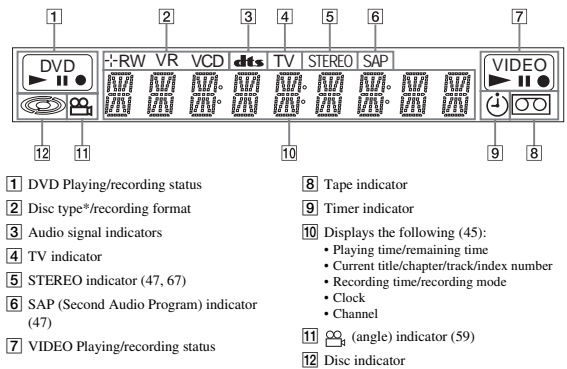 1 2 3 4 5 6 7
DVD -RW VR VCD dts TV STEREO SAP VIDEO
12 11 10 9 8
1 DVD Playing/recording status
2 Disc type*/recording format
3 Audio signal indicators
4 TV indicator
5 STEREO indicator (47, 67)
6 SAP (Second Audio Program) indicator
(47)
7 VIDEO Playing/recording status
8 Tape indicator
9 Timer indicator
10 Displays the following (45):
• Playing time/remaining time
• Current title/chapter/track/index number
• Recording time/recording mode
• Clock
• Channel
11 (angle) indicator (59)
12 Disc indicator